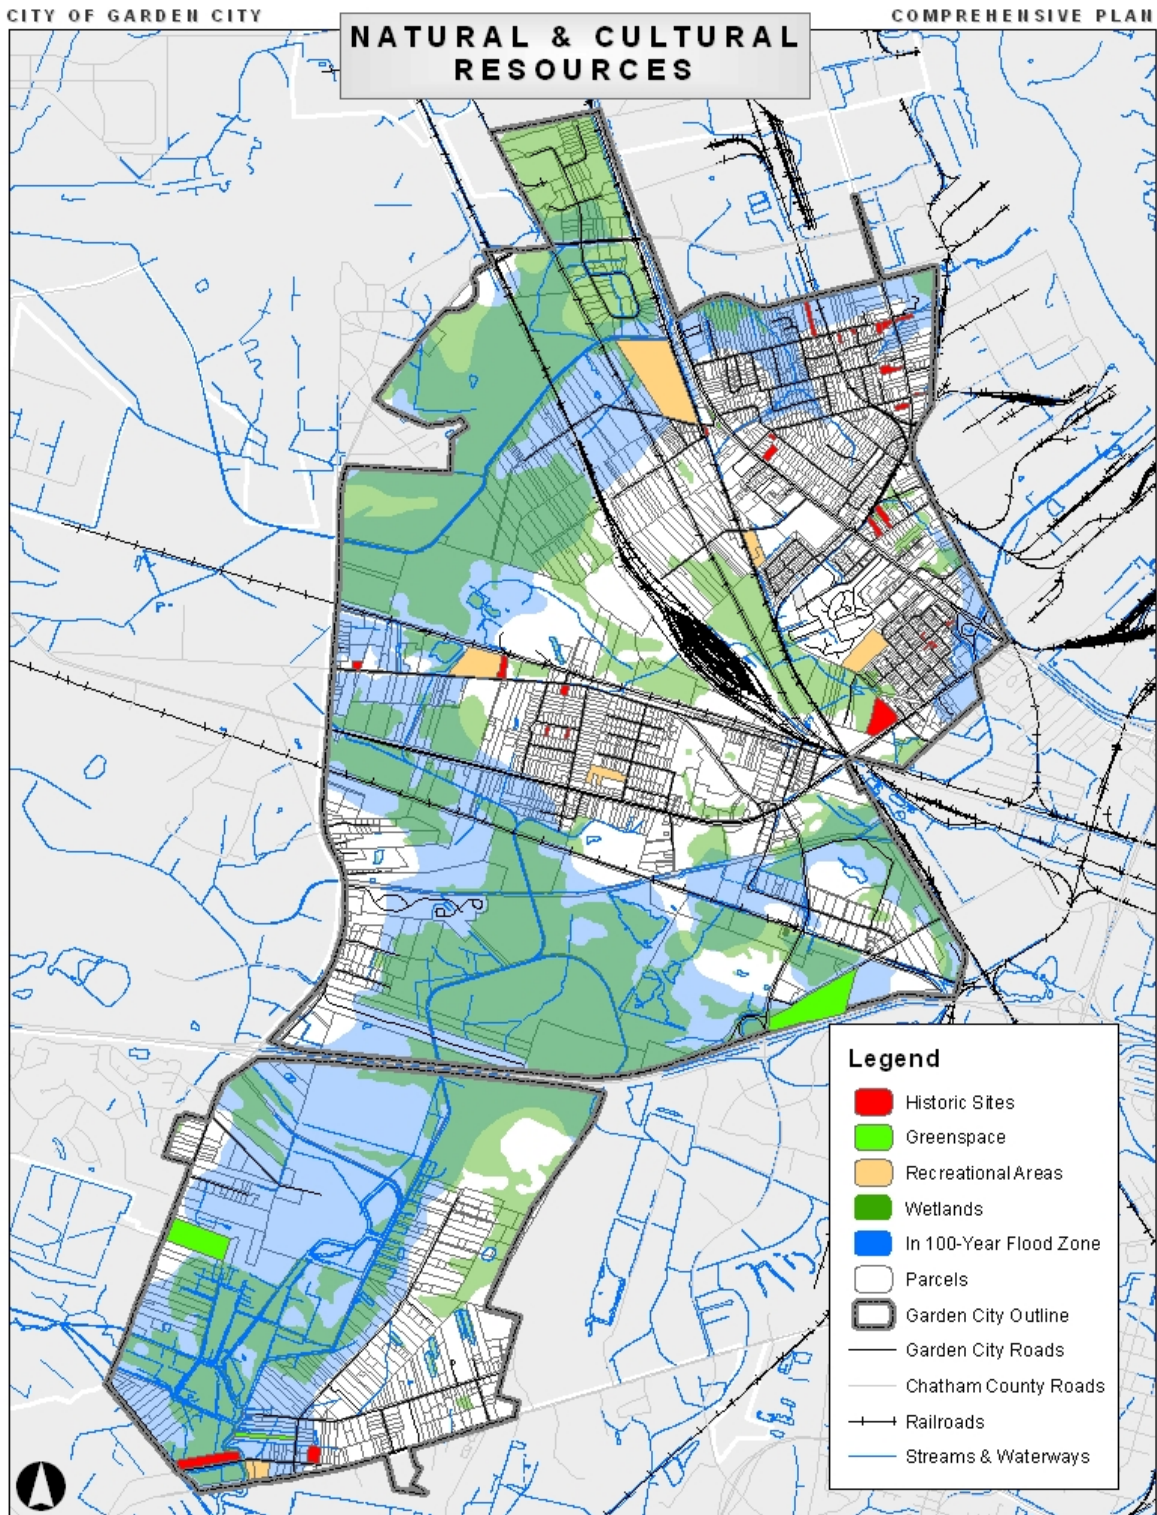 CITY OF GARDEN CITY
COMPREHENSIVE PLAN
NATURAL & CULTURAL
RESOURCES
Legend
Historic Sites
Greenspace
Recreational Areas
Wetlands
In 100-Year Flood Zone
Parcels
Garden City Outline
Garden City Roads
Chatham County Roads
Railroads
Streams & Waterways